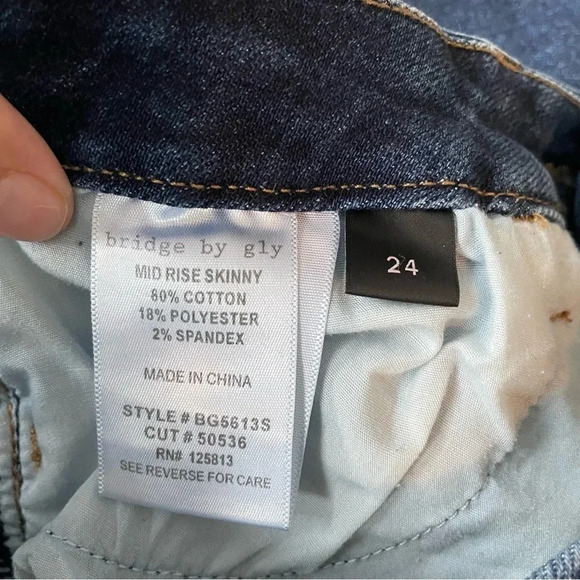 bridge by gly
MID RISE SKINNY
80% COTTON
18% POLYESTER
2% SPANDEX
MADE IN CHINA
STYLE # BG5613S
CUT # 50536
RN# 125813
SEE REVERSE FOR CARE
24